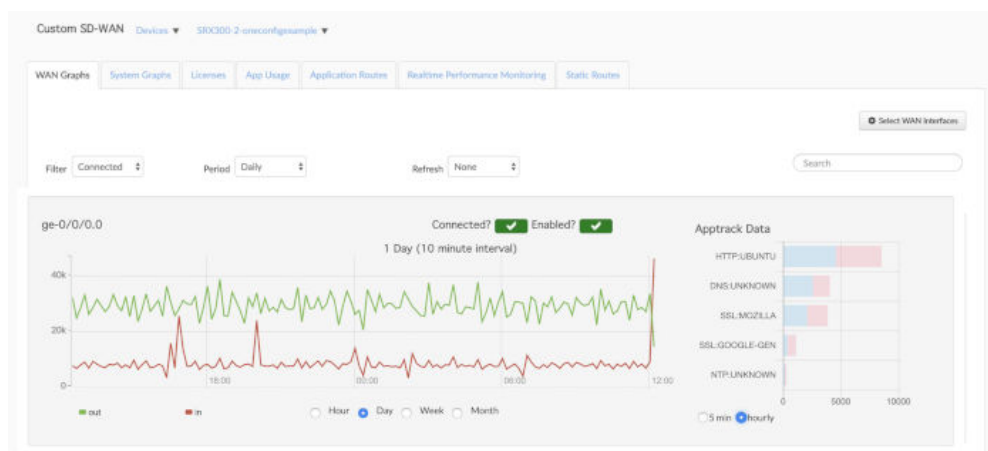 Custom SD-WAN Devices ▼ SRX300-2-oneconfigexample ▼
WAN Graphs System Graphs Licenses App Usage Application Routes Realtime Performance Monitoring Static Routes
Select WAN Interfaces
Filter Connected Period Daily Refresh None Search
ge-0/0/0.0 Connected? Enabled? Apptrack Data
1 Day (10 minute interval)
HTTP:UBUNTU
40k
DNS:UNKNOWN
SSL:MOZILLA
20k
SSL:GOOGLE-GEN
NTP:UNKNOWN
0 18:00 00:00 06:00 12:00
0 5000 10000
out in Hour Day Week Month
5 min hourly